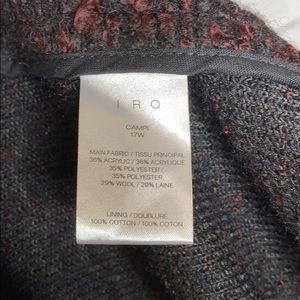 IRO
CAMPI
17W
MAIN FABRIC / TISSU PRINCIPAL
36% ACRYLIC / 36% ACRYLIQUE
35% POLYESTER /
35% POLYESTER
29% WOOL / 29% LAINE
LINING / DOUBLURE
100% COTTON / 100% COTON